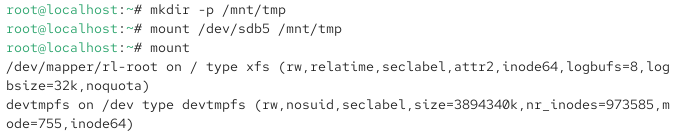 root@localhost:~# mkdir -p /mnt/tmp
root@localhost:~# mount /dev/sdb5 /mnt/tmp
root@localhost:~# mount
/dev/mapper/rl-root on / type xfs (rw,relatime,seclabel,attr2,inode64,logbufs=8,log
bsize=32k,noquota)
devtmpfs on /dev type devtmpfs (rw,nosuid,seclabel,size=3894340k,nr_inodes=973585,m
ode=755,inode64)